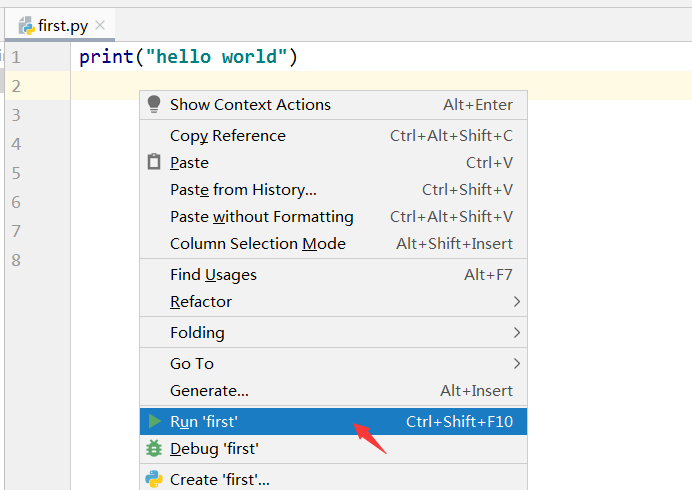 first.py
1 print("hello world")
2
3
4
5
6
7
8
Show Context Actions Alt+Enter
Copy Reference Ctrl+Alt+Shift+C
Paste Ctrl+V
Paste from History... Ctrl+Shift+V
Paste without Formatting Ctrl+Alt+Shift+V
Column Selection Mode Alt+Shift+Insert
Find Usages Alt+F7
Refactor
Folding
Go To
Generate... Alt+Insert
Run 'first' Ctrl+Shift+F10
Debug 'first'
Create 'first'...